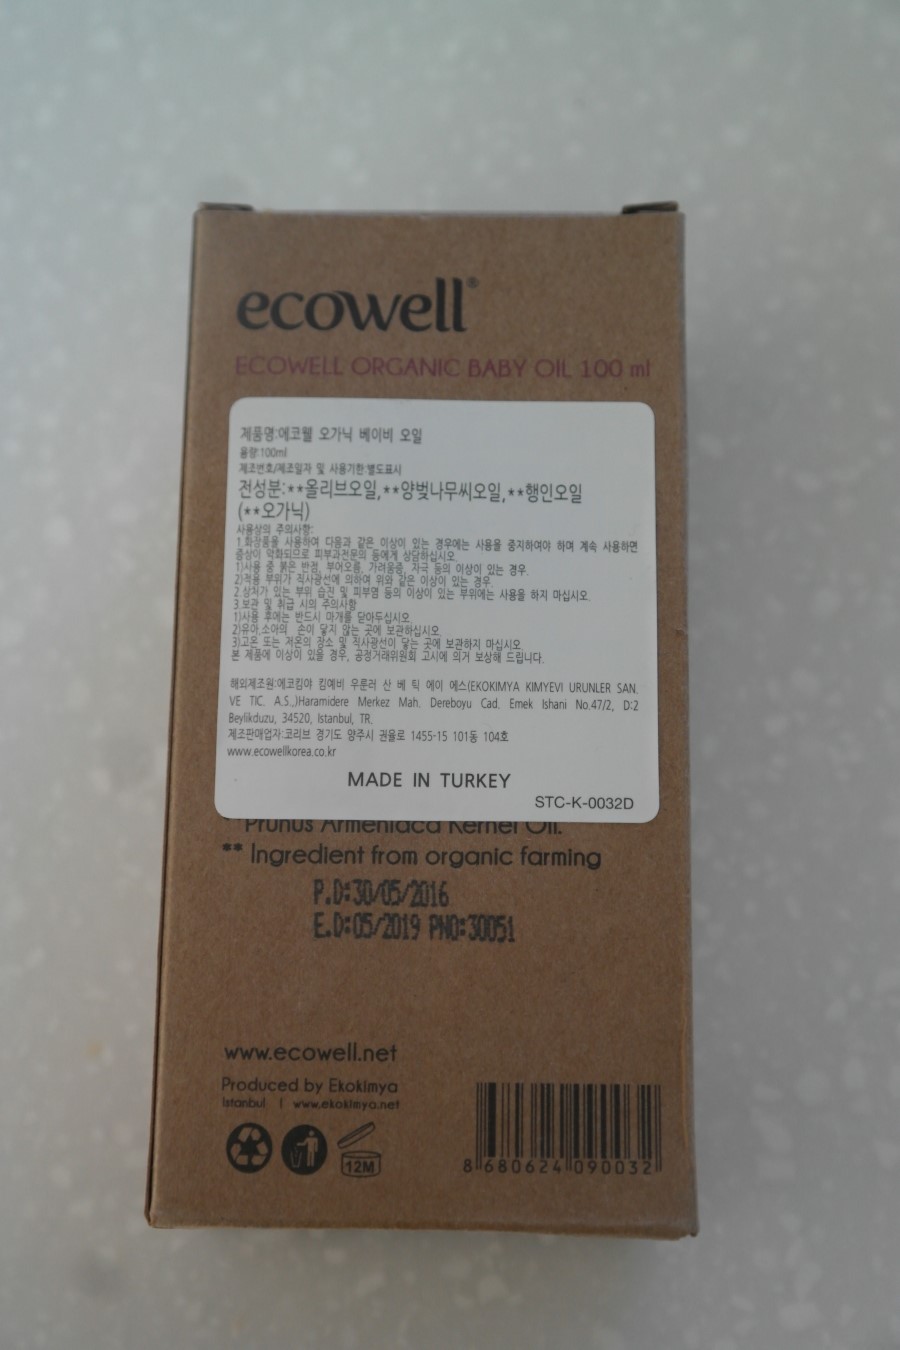 ecowell®
ECOWELL ORGANIC BABY OIL 100 ml
제품명:에코웰 오가닉 베이비 오일
용량:100ml
제조번호/제조일자 및 사용기한:별도표시
전성분:**올리브오일,**양벚나무씨오일,**행인오일
(**오가닉)
사용상의 주의사항:
1.화장품을 사용하여 다음과 같은 이상이 있는 경우에는 사용을 중지하여야 하며 계속 사용하면
증상이 악화되므로 피부과전문의 등에게 상담하십시오.
1)사용 중 붉은 반점, 부어오름, 가려움증, 자극 등의 이상이 있는 경우.
2)적용 부위가 직사광선에 의하여 위와 같은 이상이 있는 경우.
2.상처가 있는 부위 습진 및 피부염 등의 이상이 있는 부위에는 사용을 하지 마십시오.
3.보관 및 취급 시의 주의사항
1)사용 후에는 반드시 마개를 닫아두십시오.
2)유아,소아의 손이 닿지 않는 곳에 보관하십시오.
3)고온 또는 저온의 장소 및 직사광선이 닿는 곳에 보관하지 마십시오.
본 제품에 이상이 있을 경우, 공정거래위원회 고시에 의거 보상해 드립니다.
해외제조원:에코킴야 킴예비 우룬러 산 베 틱 에이 에스(EKOKIMYA KIMYEVI URUNLER SAN.
VE TIC. A.S.,)Haramidere Merkez Mah. Dereboyu Cad. Emek Ishani No.47/2, D:2
Beylikduzu, 34520, Istanbul, TR.
제조판매업자:코리브 경기도 양주시 권율로 1455-15 101동 104호
www.ecowellkorea.co.kr
MADE IN TURKEY
STC-K-0032D
Prunus Armeniaca Kernel Oil.
** Ingredient from organic farming
P.D:30/05/2016
E.D:05/2019 PNO:30051
www.ecowell.net
Produced by Ekokimya
Istanbul | www.ekokimya.net
12M
8 680624 090032